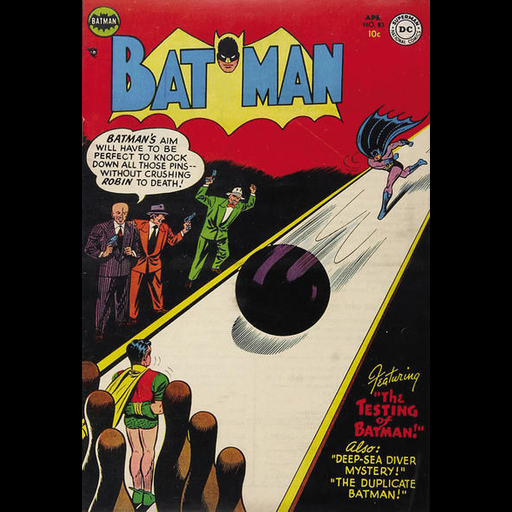 BATMAN
APR.
NO. 83
10¢
SUPERMAN
DC
NATIONAL COMICS
BATMAN
BATMAN'S AIM
WILL HAVE TO BE
PERFECT TO KNOCK
DOWN ALL THOSE PINS--
WITHOUT CRUSHING
ROBIN TO DEATH!
Featuring
"The
TESTING
of
BATMAN!"
Also:
"DEEP-SEA DIVER
MYSTERY!"
"THE DUPLICATE
BATMAN!"